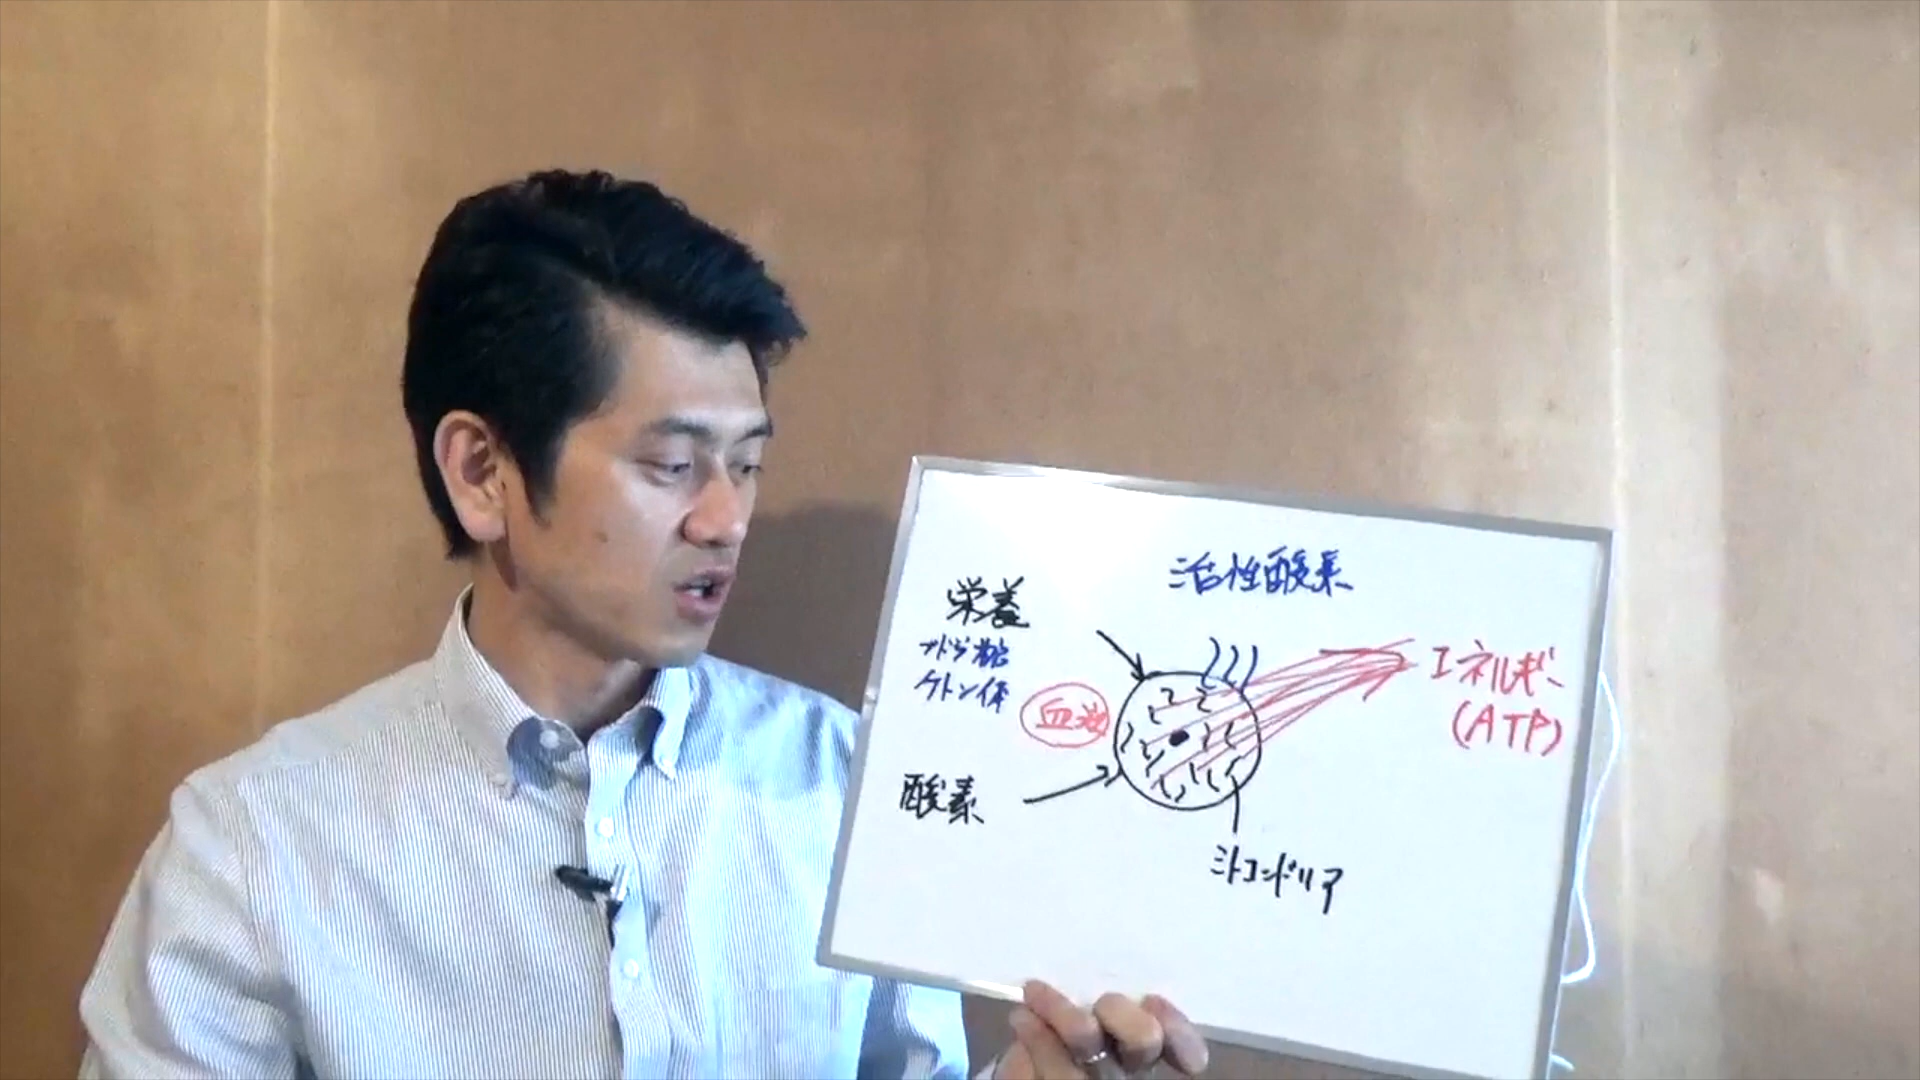 活性酸素
栄養
ブドウ糖
ケトン体
血液
エネルギー
(ATP)
酸素
ミトコンドリア